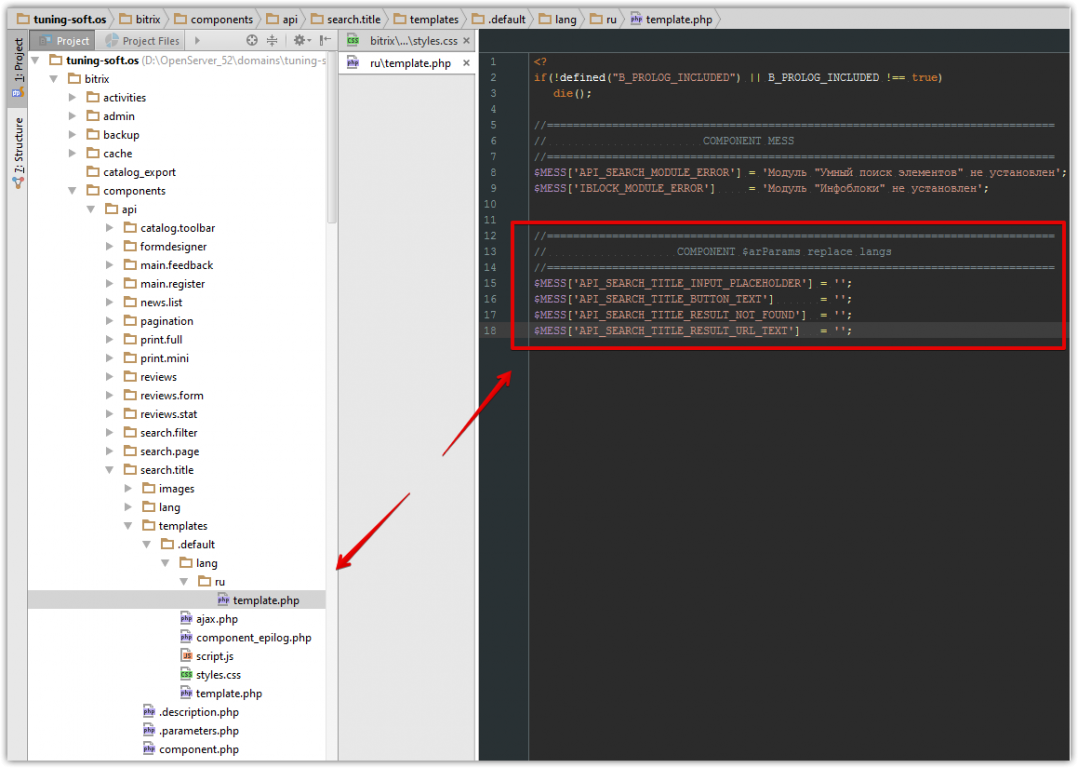 tuning-soft.os bitrix components api search.title templates .default lang ru template.php
1: Project
Z: Structure
Project Project Files
tuning-soft.os (D:\OpenServer_52\domains\tuning-s
bitrix
activities
admin
backup
cache
catalog_export
components
api
catalog.toolbar
formdesigner
main.feedback
main.register
news.list
pagination
print.full
print.mini
reviews
reviews.form
reviews.stat
search.filter
search.page
search.title
images
lang
templates
.default
lang
ru
template.php
ajax.php
component_epilog.php
script.js
styles.css
template.php
.description.php
.parameters.php
component.php
bitrix\...\styles.css
ru\template.php
1 <?
2 if(!defined("B_PROLOG_INCLUDED") || B_PROLOG_INCLUDED !== true)
3 die();
4
5 //==============================================================================
6 // COMPONENT MESS
7 //==============================================================================
8 $MESS['API_SEARCH_MODULE_ERROR'] = 'Модуль "Умный поиск элементов" не установлен';
9 $MESS['IBLOCK_MODULE_ERROR'] = 'Модуль "Инфоблоки" не установлен';
10
11
12 //==============================================================================
13 // COMPONENT $arParams replace langs
14 //==============================================================================
15 $MESS['API_SEARCH_TITLE_INPUT_PLACEHOLDER'] = '';
16 $MESS['API_SEARCH_TITLE_BUTTON_TEXT'] = '';
17 $MESS['API_SEARCH_TITLE_RESULT_NOT_FOUND'] = '';
18 $MESS['API_SEARCH_TITLE_RESULT_URL_TEXT'] = '';